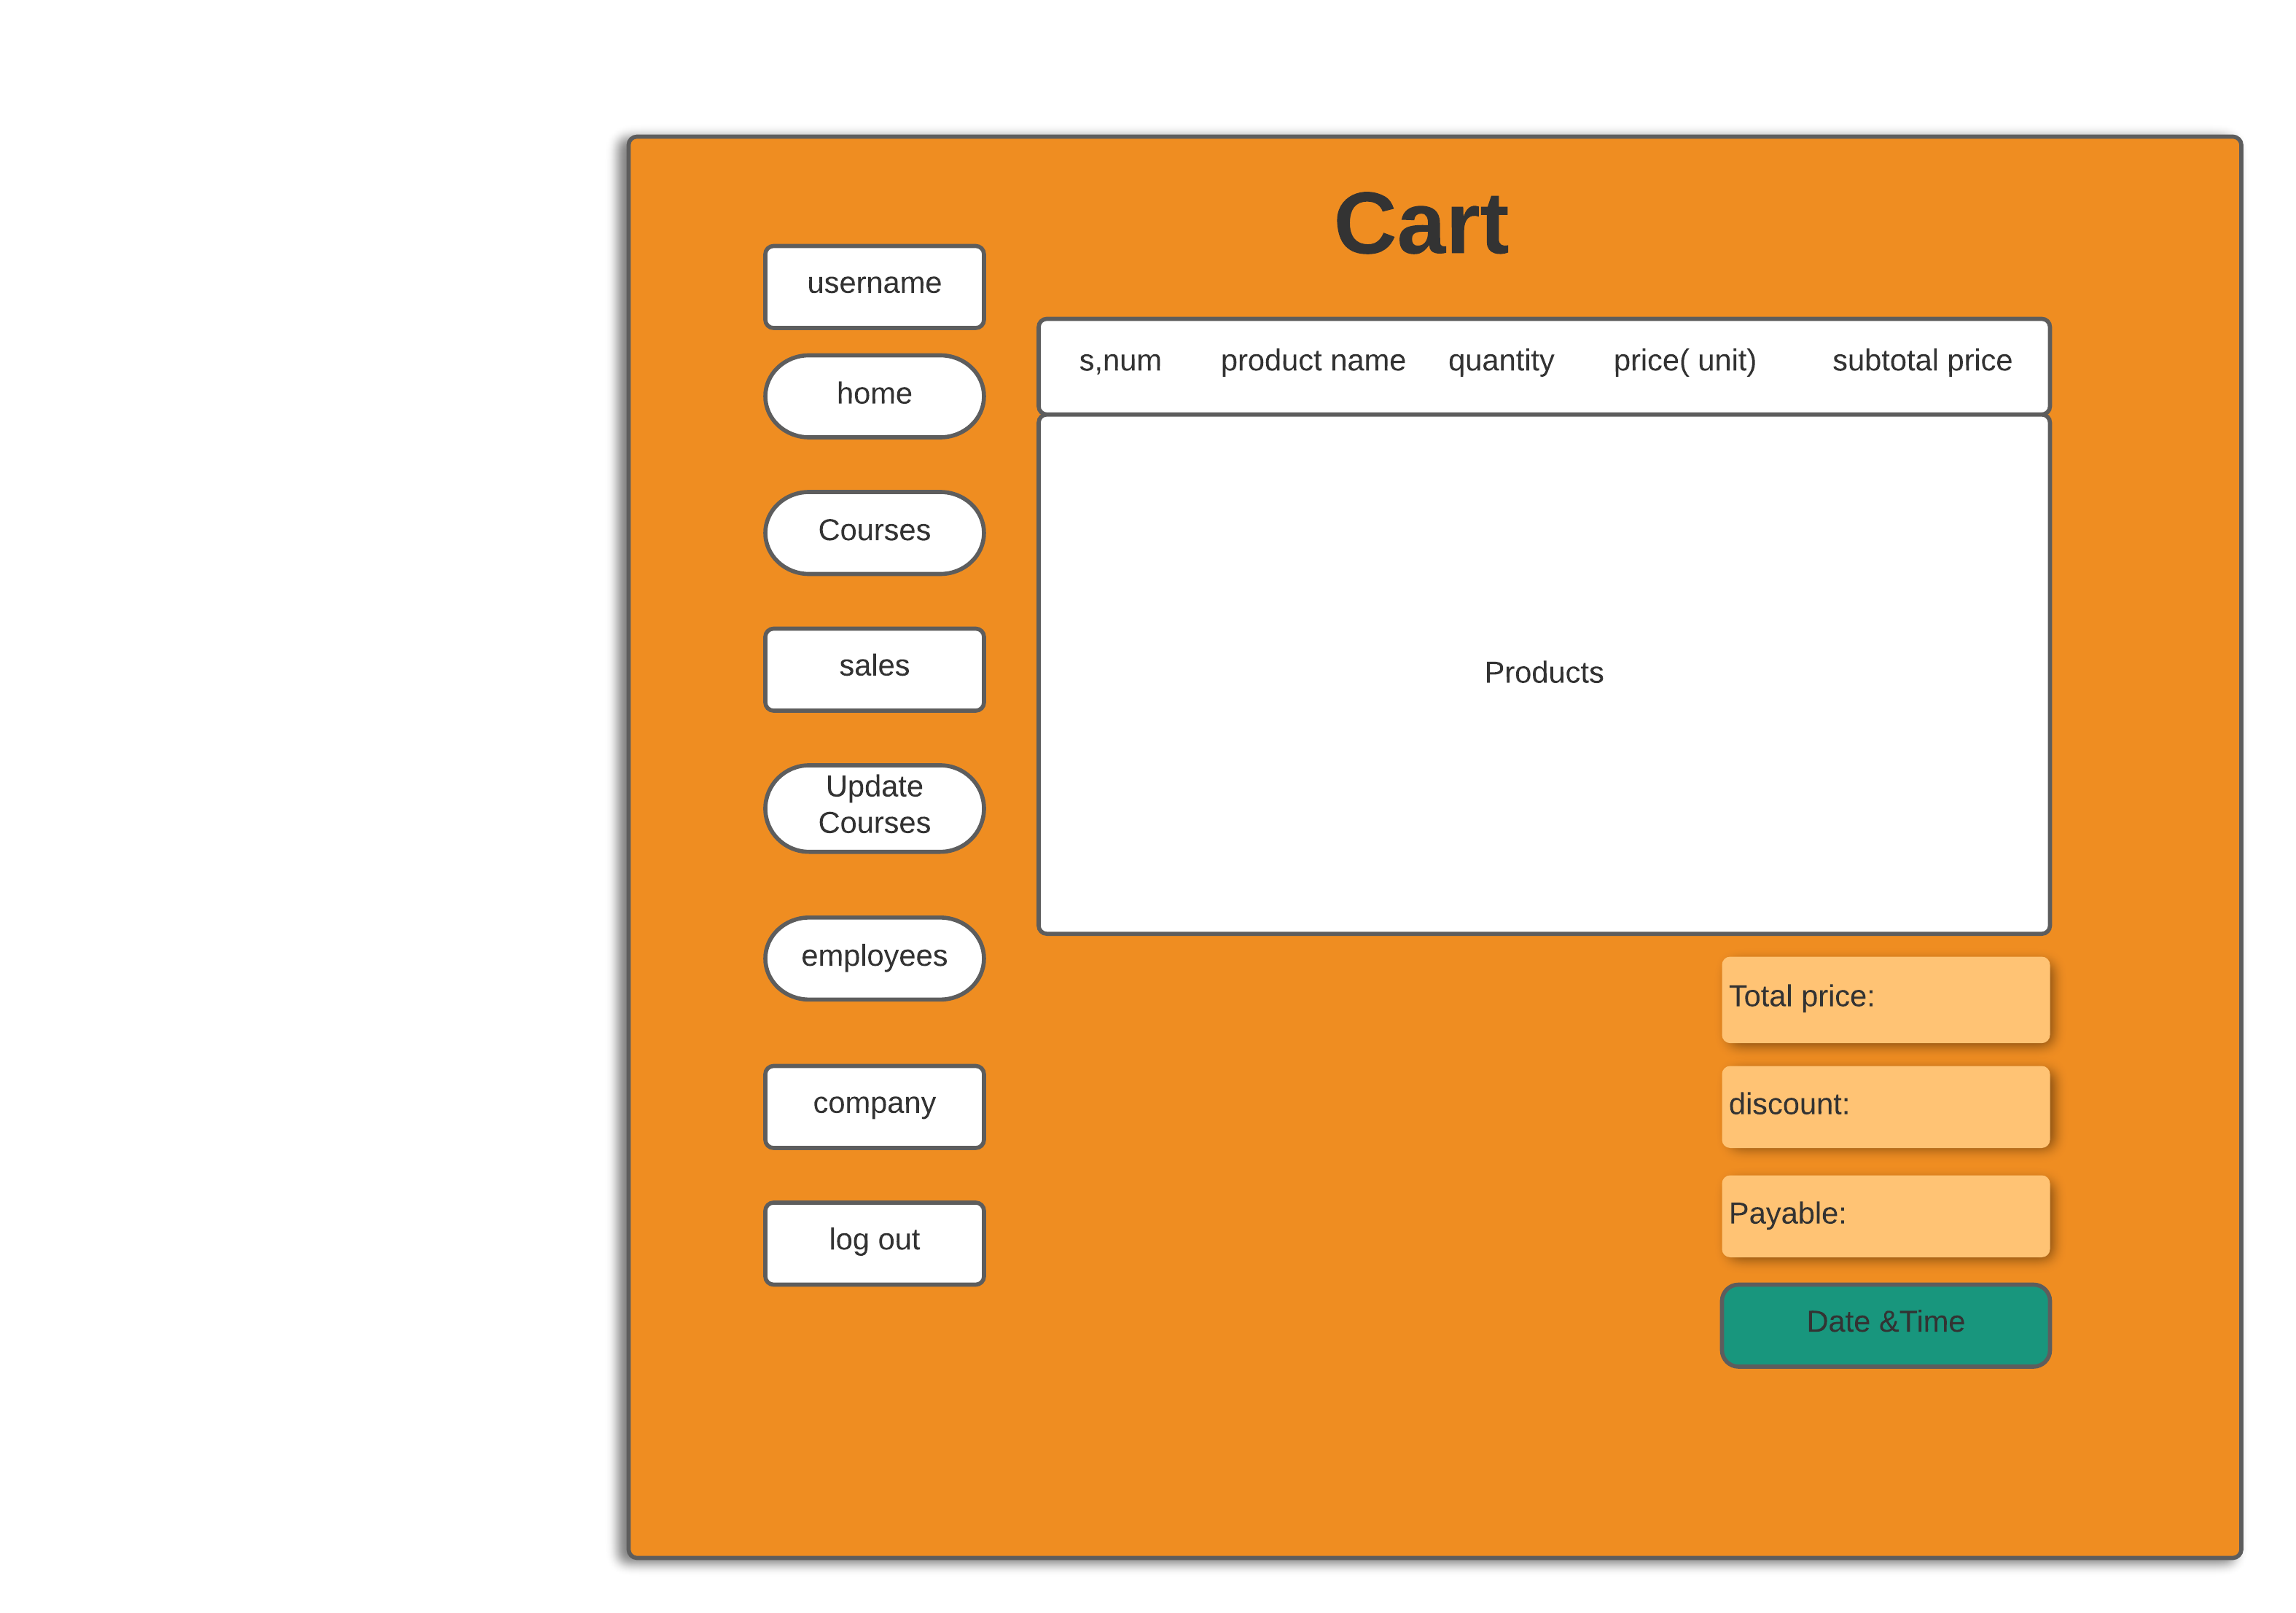 Cart
username
home
Courses
sales
Update
Courses
employees
company
log out
s,num product name quantity price( unit) subtotal price
Products
Total price:
discount:
Payable:
Date &Time